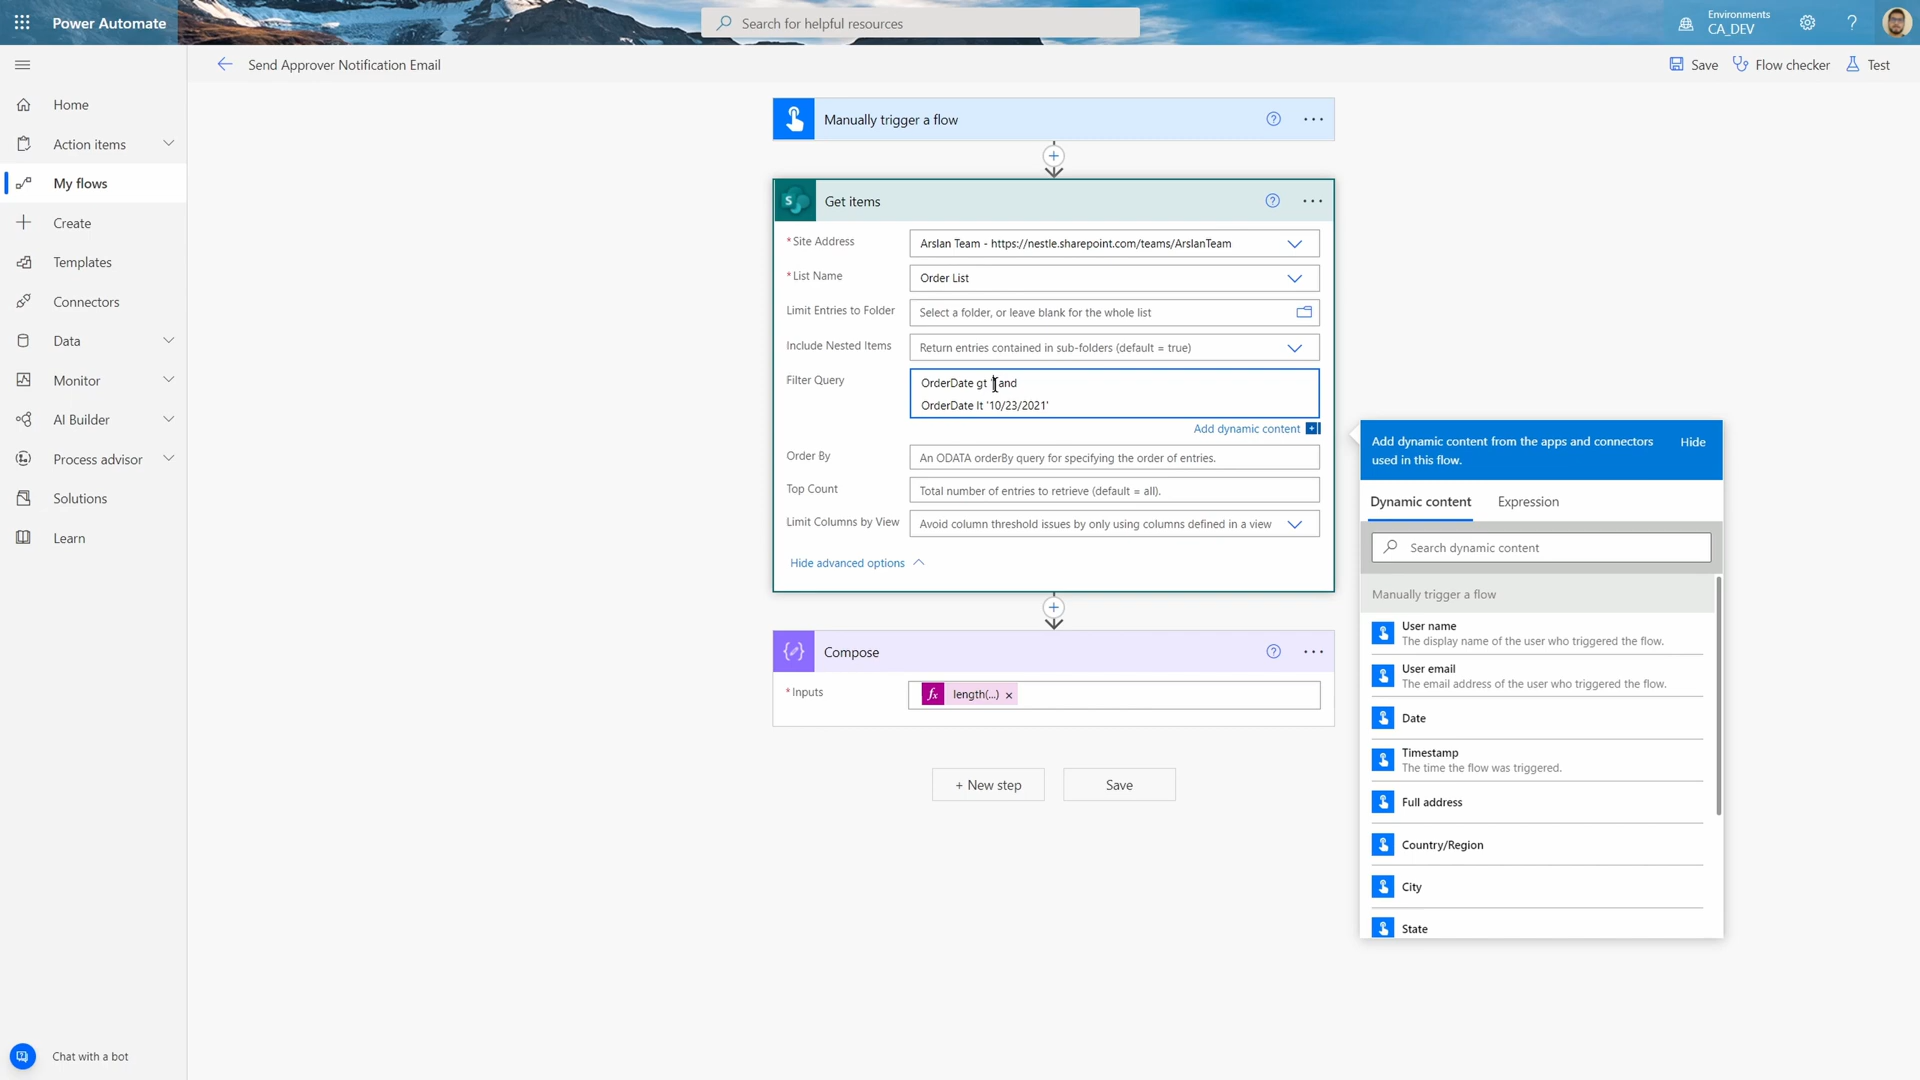 Power Automate
Search for helpful resources
Environments
CA_DEV
Send Approver Notification Email
Save
Flow checker
Test
Home
Action items
My flows
Create
Templates
Connectors
Data
Monitor
AI Builder
Process advisor
Solutions
Learn
Chat with a bot
Manually trigger a flow
Get items
*Site Address
Arslan Team - https://nestle.sharepoint.com/teams/ArslanTeam
*List Name
Order List
Limit Entries to Folder
Select a folder, or leave blank for the whole list
Include Nested Items
Return entries contained in sub-folders (default = true)
Filter Query
OrderDate gt and
OrderDate lt '10/23/2021'
Add dynamic content
Order By
An ODATA orderBy query for specifying the order of entries.
Top Count
Total number of entries to retrieve (default = all).
Limit Columns by View
Avoid column threshold issues by only using columns defined in a view
Hide advanced options
Compose
*Inputs
fx length(...) ×
+ New step
Save
Add dynamic content from the apps and connectors
used in this flow.
Hide
Dynamic content
Expression
Search dynamic content
Manually trigger a flow
User name
The display name of the user who triggered the flow.
User email
The email address of the user who triggered the flow.
Date
Timestamp
The time the flow was triggered.
Full address
Country/Region
City
State